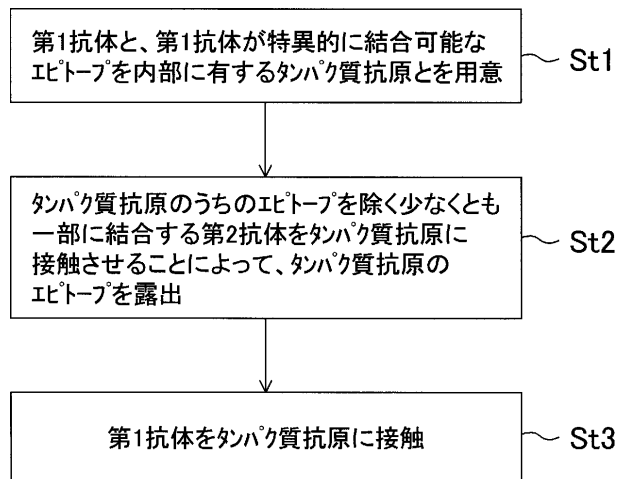 第1抗体と、第1抗体が特異的に結合可能な
ｴﾋﾟﾄｰﾌﾟを内部に有するﾀﾝﾊﾟｸ質抗原とを用意
St1
ﾀﾝﾊﾟｸ質抗原のうちのｴﾋﾟﾄｰﾌﾟを除く少なくとも
一部に結合する第2抗体をﾀﾝﾊﾟｸ質抗原に
接触させることによって、ﾀﾝﾊﾟｸ質抗原の
ｴﾋﾟﾄｰﾌﾟを露出
St2
第1抗体をﾀﾝﾊﾟｸ質抗原に接触
St3